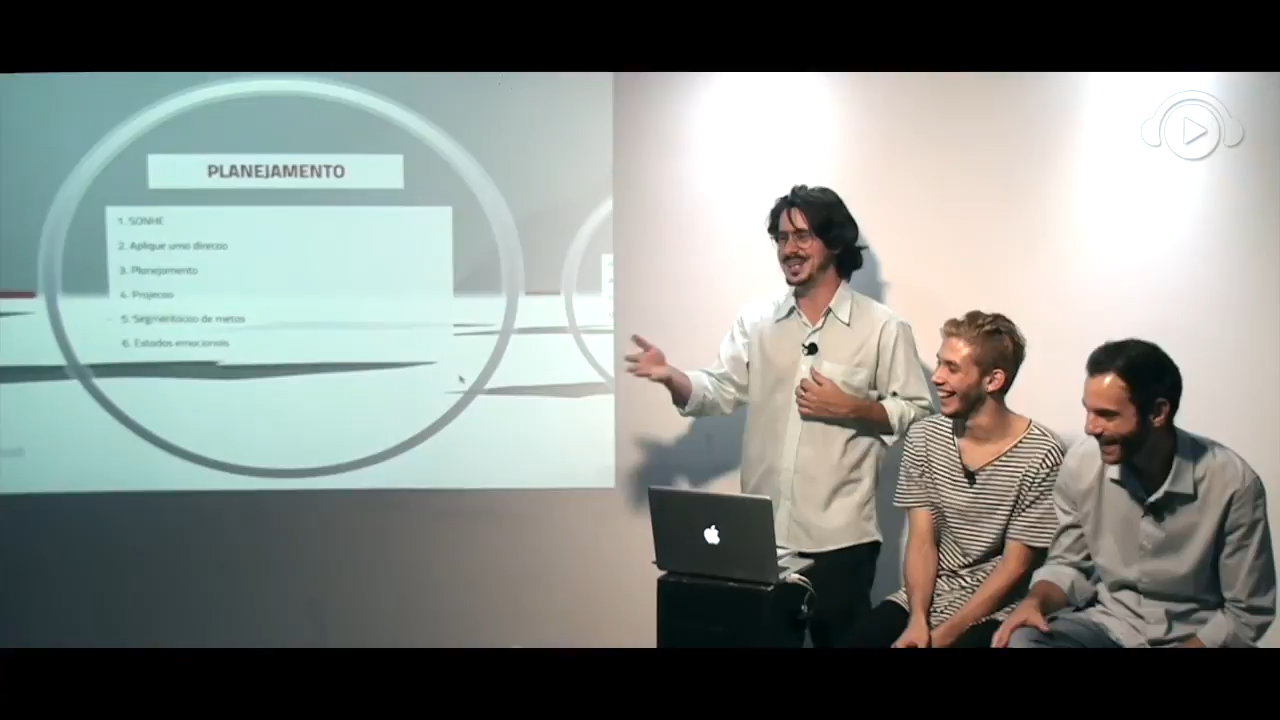 PLANEJAMENTO
1. SONHE
2. Aplique uma direcao
3. Planejamento
4. Projecao
5. Segmentacao de metas
6. Estados emocionais